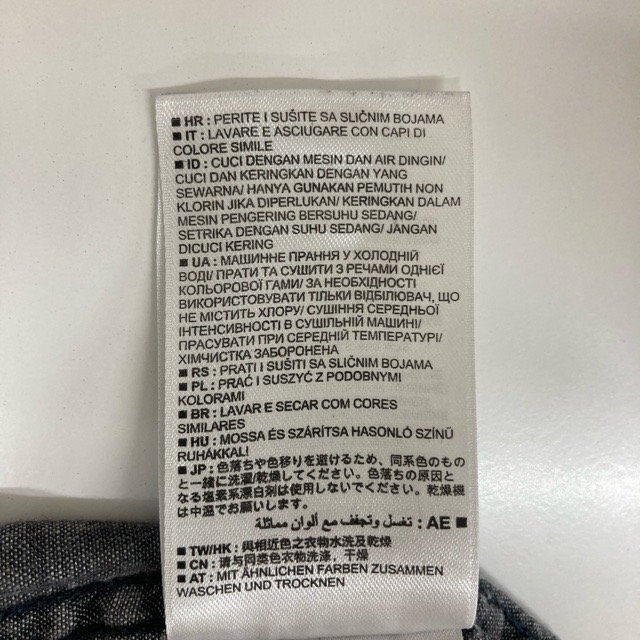 ■ HR : PERITE I SUŠITE SA SLIČNIM BOJAMA
■ IT : LAVARE E ASCIUGARE CON CAPI DI
COLORE SIMILE
■ ID : CUCI DENGAN MESIN DAN AIR DINGIN/
CUCI DAN KERINGKAN DENGAN YANG
SEWARNA/ HANYA GUNAKAN PEMUTIH NON
KLORIN JIKA DIPERLUKAN/ KERINGKAN DALAM
MESIN PENGERING BERSUHU SEDANG/
SETRIKA DENGAN SUHU SEDANG/ JANGAN
DICUCI KERING
■ UA : МАШИННЕ ПРАННЯ У ХОЛОДНІЙ
ВОДІ/ ПРАТИ ТА СУШИТИ З РЕЧАМИ ОДНІЄЇ
КОЛЬОРОВОЇ ГАМИ/ ЗА НЕОБХІДНОСТІ
ВИКОРИСТОВУВАТИ ТІЛЬКИ ВІДБІЛЮВАЧ, ЩО
НЕ МІСТИТЬ ХЛОРУ/ СУШІННЯ СЕРЕДНЬОЇ
ІНТЕНСИВНОСТІ В СУШІЛЬНІЙ МАШИНІ/
ПРАСУВАТИ ПРИ СЕРЕДНІЙ ТЕМПЕРАТУРІ/
ХІМЧИСТКА ЗАБОРОНЕНА
■ RS : PRATI I SUŠITI SA SLIČNIM BOJAMA
■ PL : PRAĆ I SUSZYĆ Z PODOBNYMI
KOLORAMI
■ BR : LAVAR E SECAR COM CORES
SIMILARES
■ HU : MOSSA ÉS SZÁRÍTSA HASONLÓ SZÍNŰ
RUHÁKKAL!
■ JP : 色落ちや色移りを避けるため、同系色のもの
と一緒に洗濯/乾燥してください。色落ちの原因と
なる塩素系漂白剤は使用しないでください。乾燥機
は中温でお願いします。
■ AE : تغسل وتجفف مع ألوان مماثلة
■ TW/HK : 與相近色之衣物水洗及乾燥
■ CN : 请与同类色衣物洗涤，干燥
■ AT : MIT ÄHNLICHEN FARBEN ZUSAMMEN
WASCHEN UND TROCKNEN